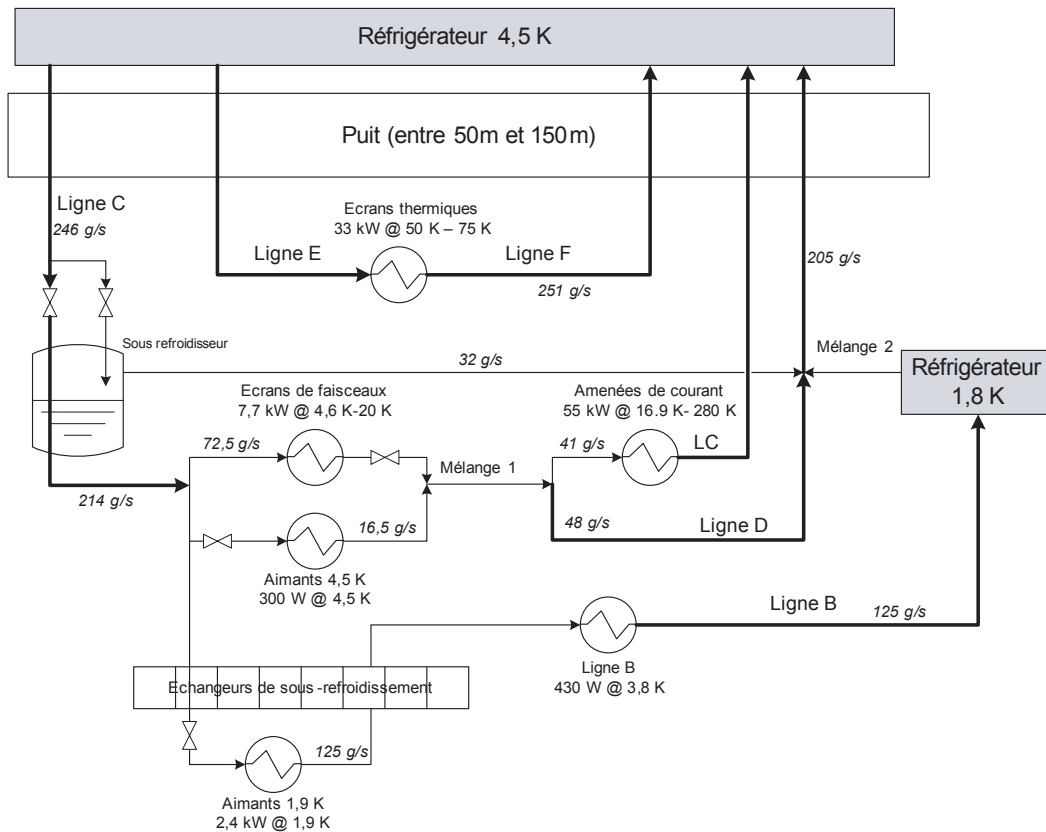 Réfrigérateur 4,5 K
Puit (entre 50m et 150m)
Ligne C
246 g/s
Ecrans thermiques
33 kW @ 50 K – 75 K
Ligne E
Ligne F
251 g/s
205 g/s
Sous refroidisseur
32 g/s
Mélange 2
Réfrigérateur
1,8 K
Ecrans de faisceaux
7,7 kW @ 4,6 K-20 K
Amenées de courant
55 kW @ 16.9 K- 280 K
72,5 g/s
Mélange 1
41 g/s
LC
214 g/s
16,5 g/s
48 g/s
Ligne D
Aimants 4,5 K
300 W @ 4,5 K
Ligne B
125 g/s
Ligne B
430 W @ 3,8 K
Echangeurs de sous-refroidissement
125 g/s
Aimants 1,9 K
2,4 kW @ 1,9 K